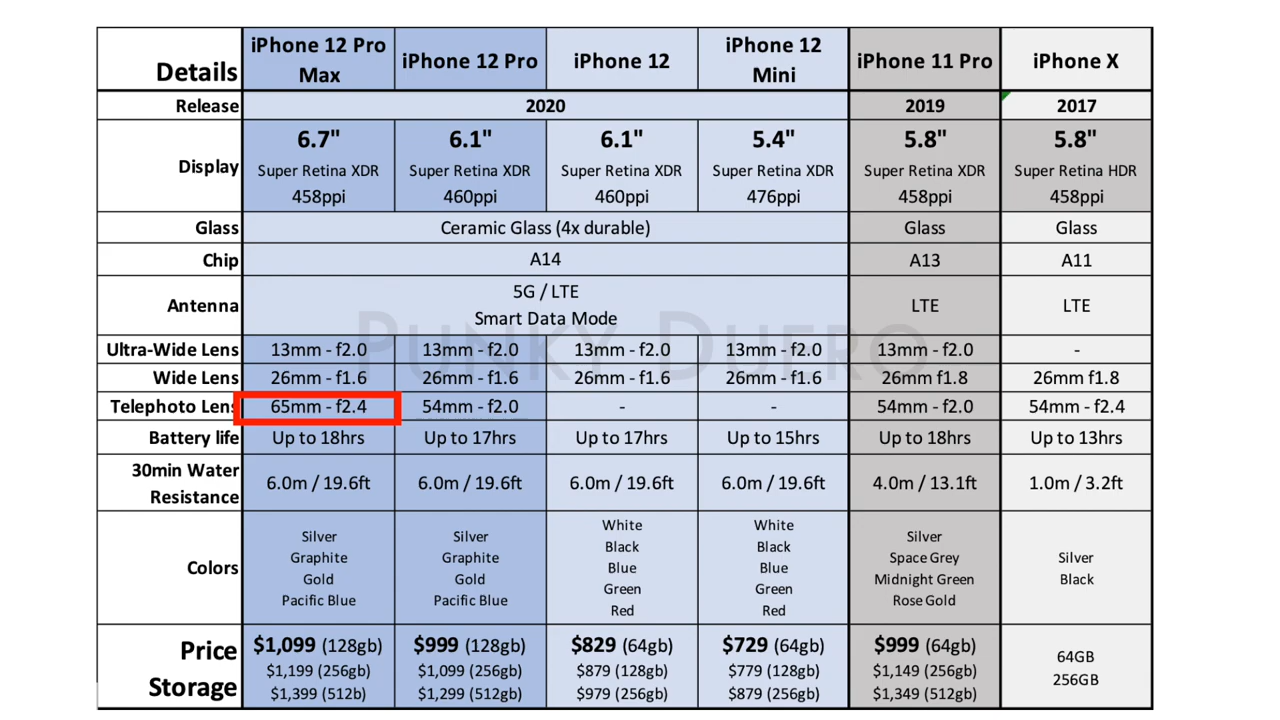 Details iPhone 12 Pro Max iPhone 12 Pro iPhone 12 iPhone 12 Mini iPhone 11 Pro iPhone X
Release 2020 2019 2017
Display 6.7" 6.1" 6.1" 5.4" 5.8" 5.8"
Super Retina XDR Super Retina XDR Super Retina XDR Super Retina XDR Super Retina XDR Super Retina HDR
458ppi 460ppi 460ppi 476ppi 458ppi 458ppi
Glass Ceramic Glass (4x durable) Glass Glass
Chip A14 A13 A11
Antenna 5G / LTE LTE LTE
Smart Data Mode
PUNKY DUERO
Ultra-Wide Lens 13mm - f2.0 13mm - f2.0 13mm - f2.0 13mm - f2.0 13mm - f2.0 -
Wide Lens 26mm - f1.6 26mm - f1.6 26mm - f1.6 26mm - f1.6 26mm f1.8 26mm f1.8
Telephoto Lens 65mm - f2.4 54mm - f2.0 - - 54mm - f2.0 54mm - f2.4
Battery life Up to 18hrs Up to 17hrs Up to 17hrs Up to 15hrs Up to 18hrs Up to 13hrs
30min Water Resistance 6.0m / 19.6ft 6.0m / 19.6ft 6.0m / 19.6ft 6.0m / 19.6ft 4.0m / 13.1ft 1.0m / 3.2ft
Colors
Silver Silver White White Silver Silver
Graphite Graphite Black Black Space Grey Black
Gold Gold Blue Blue Midnight Green
Pacific Blue Pacific Blue Green Green Rose Gold
Red Red
Price $1,099 (128gb) $999 (128gb) $829 (64gb) $729 (64gb) $999 (64gb) 64GB
Storage $1,199 (256gb) $1,099 (256gb) $879 (128gb) $779 (128gb) $1,149 (256gb) 256GB
$1,399 (512b) $1,299 (512gb) $979 (256gb) $879 (256gb) $1,349 (512gb)